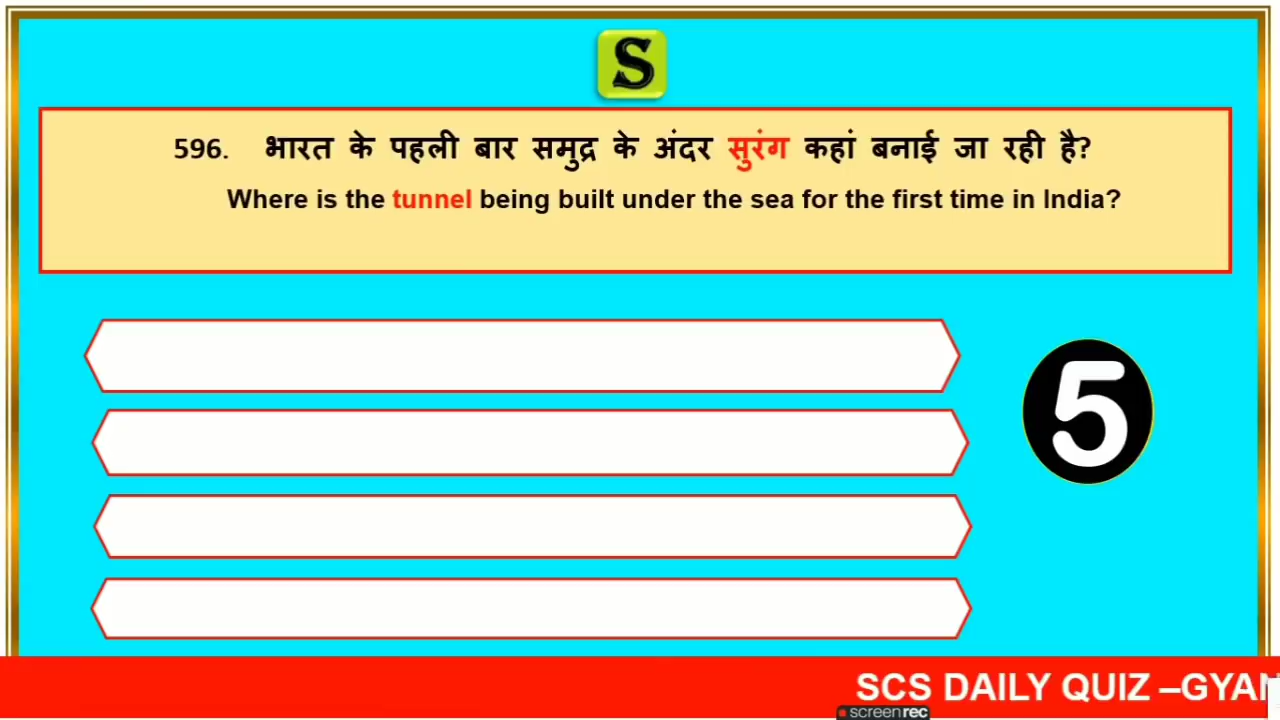 S
596. भारत के पहली बार समुद्र के अंदर सुरंग कहां बनाई जा रही है?
Where is the tunnel being built under the sea for the first time in India?
5
SCS DAILY QUIZ –GYAN
screenrec